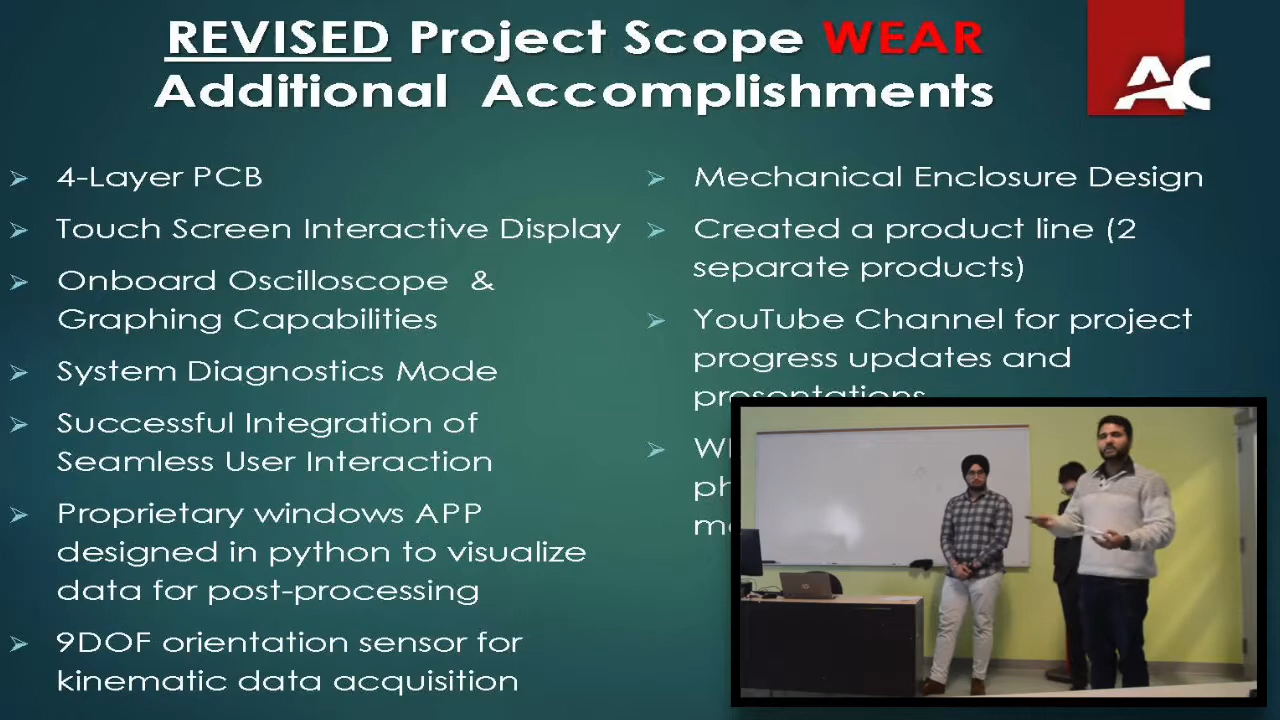 REVISED Project Scope WEAR
Additional Accomplishments
AC
4-Layer PCB
Touch Screen Interactive Display
Onboard Oscilloscope &
Graphing Capabilities
System Diagnostics Mode
Successful Integration of
Seamless User Interaction
Proprietary windows APP
designed in python to visualize
data for post-processing
9DOF orientation sensor for
kinematic data acquisition
Mechanical Enclosure Design
Created a product line (2
separate products)
YouTube Channel for project
progress updates and
presentations